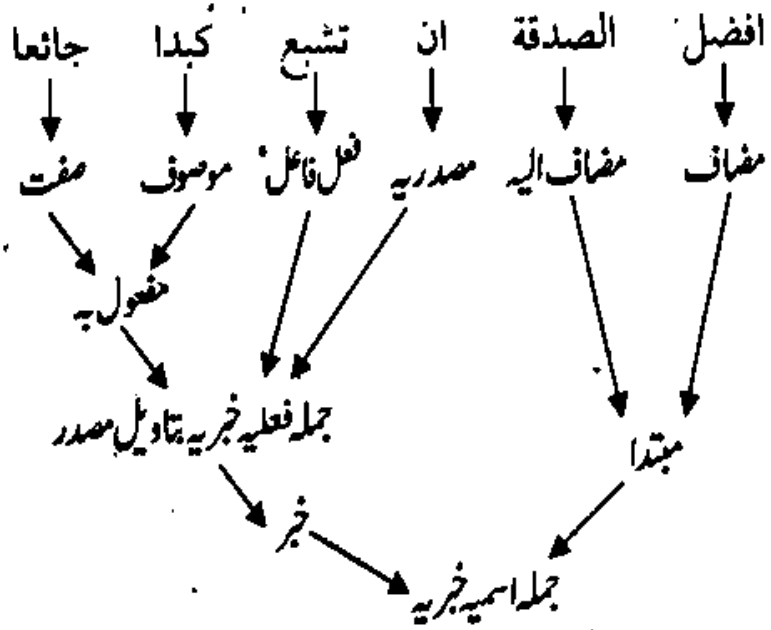 افضل الصدقة ان تشبع كبدا جائعا
مضاف مضاف الیہ مصدریہ فعل فاعل موصوف صفت
مفعول بہ
جملہ فعلیہ خبریہ بتاویل مصدر
مبتدا
خبر
جملہ اسمیہ خبریہ